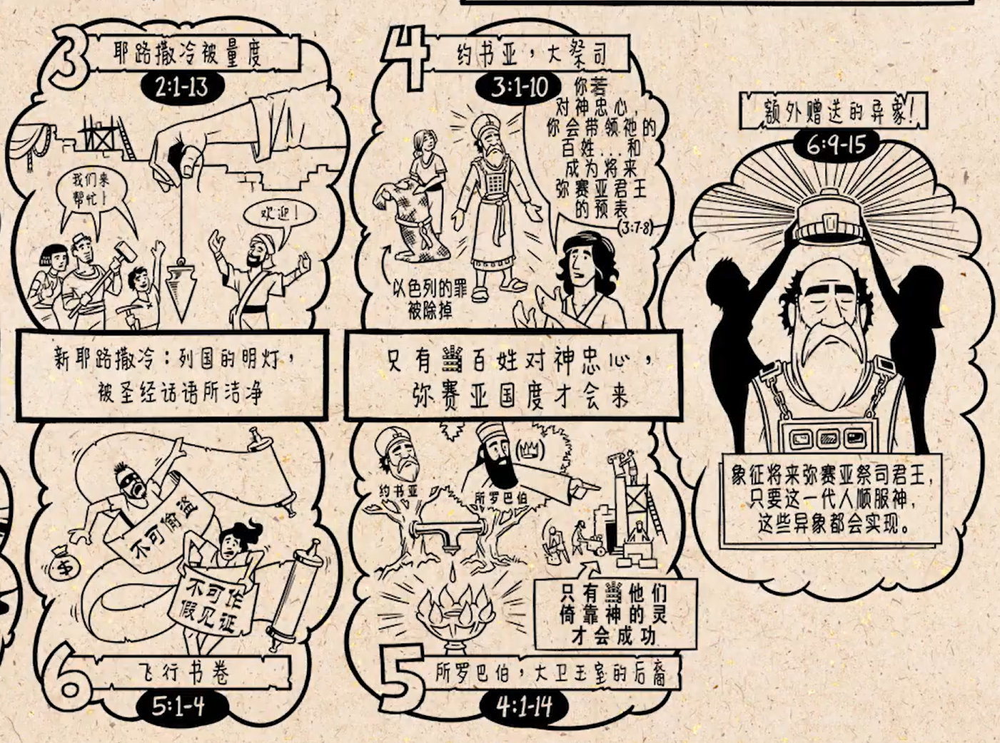 3
耶路撒冷被量度
2:1-13
我们来
帮忙！
欢迎！
新耶路撒冷：列国的明灯，
被圣经话语所洁净
不可偷盗
$
不可作
假见证
6
飞行书卷
5:1-4
4
约书亚，大祭司
3:1-10
你若
对神忠心，
你会带领祂的
百姓...和
成为将来
弥赛亚君王
的预表
(3:7-8)
以色列的罪
被除掉
只有當百姓对神忠心，
弥赛亚国度才会来
约书亚
所罗巴伯
只有當他们
倚靠神的灵
才会成功
5
所罗巴伯，大卫王室的后裔
4:1-14
额外赠送的异象！
6:9-15
象征将来弥赛亚祭司君王，
只要这一代人顺服神，
这些异象都会实现。